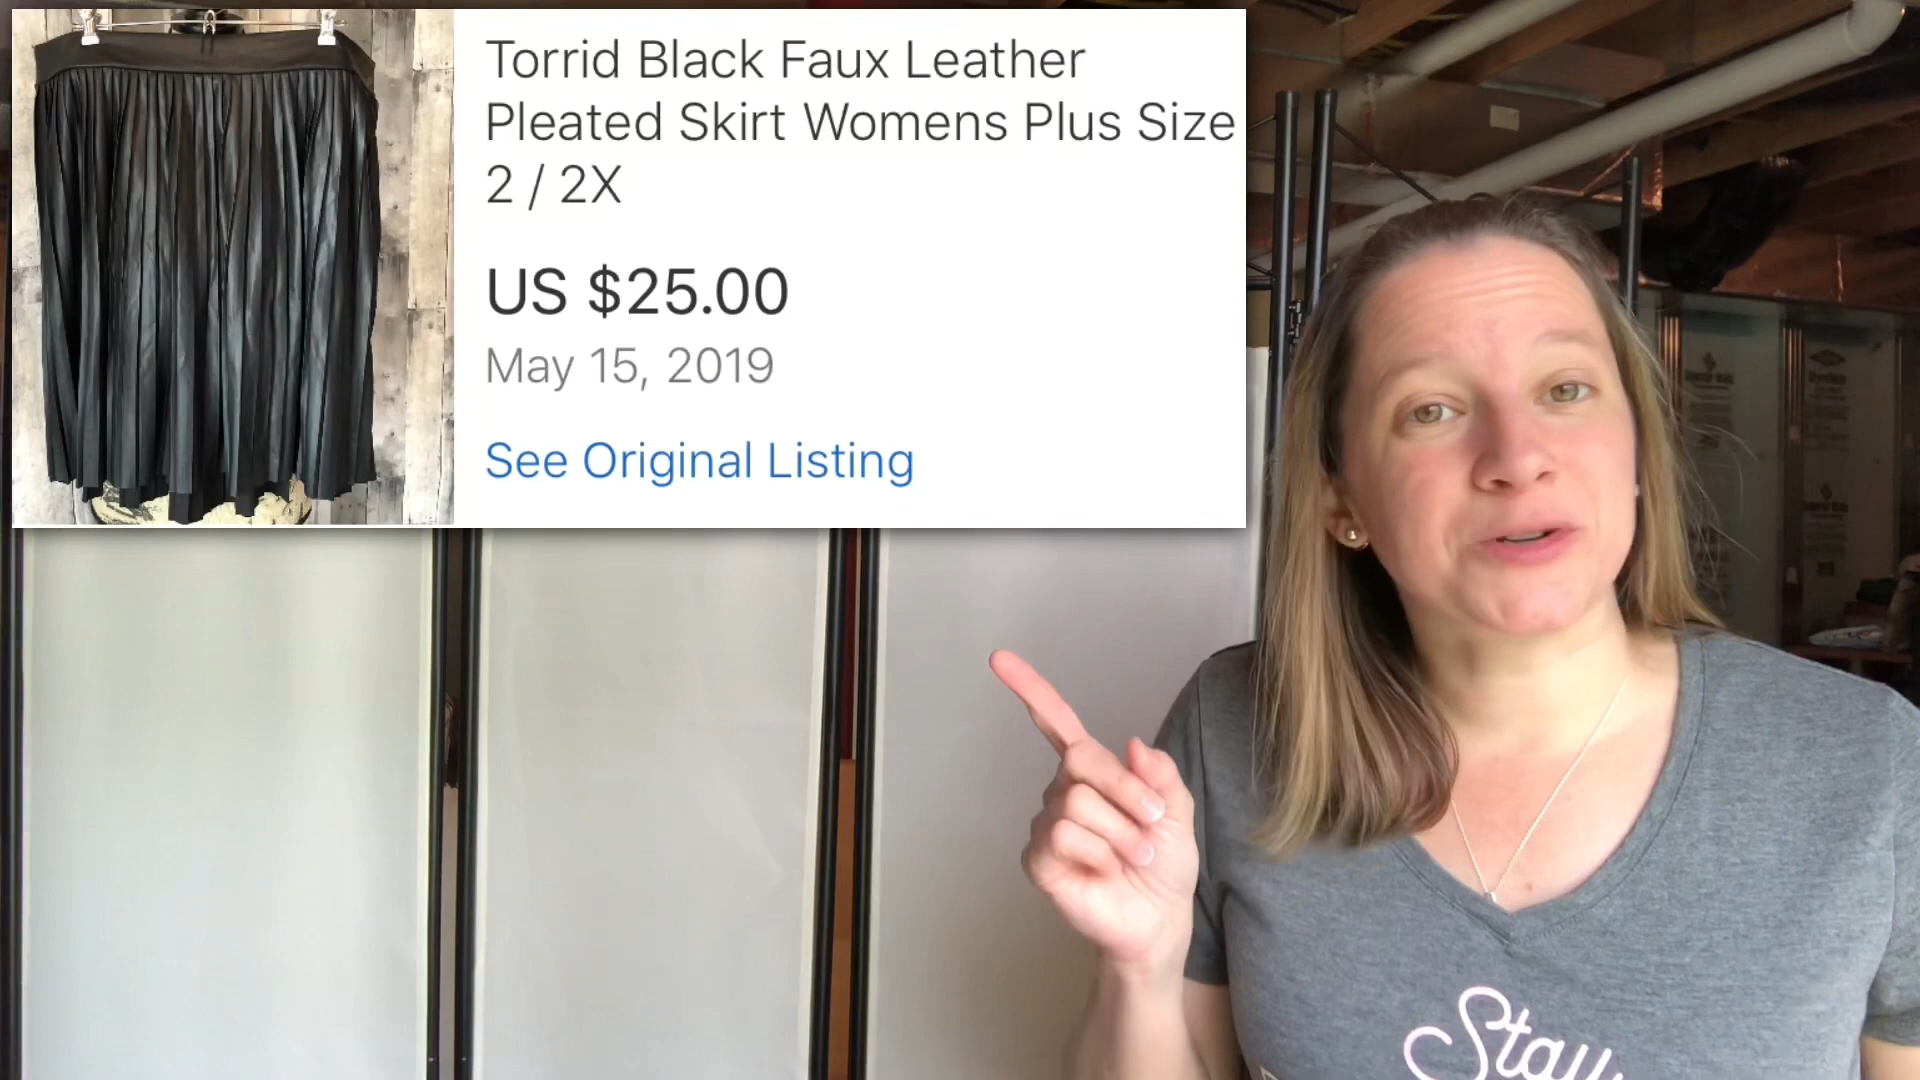 Torrid Black Faux Leather
Pleated Skirt Womens Plus Size
2 / 2X
US $25.00
May 15, 2019
See Original Listing
Stay